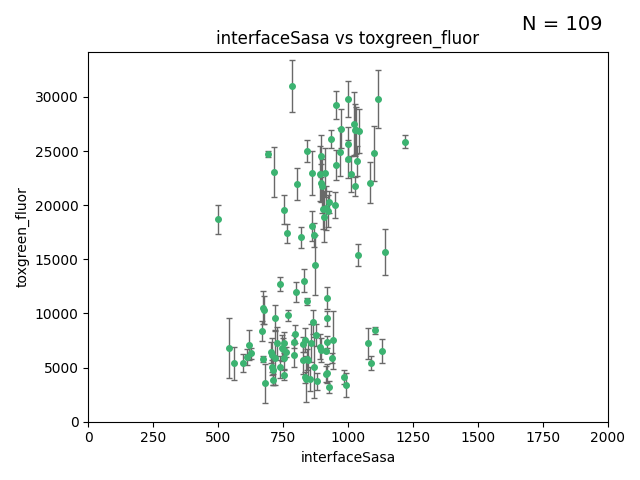 N = 109
interfaceSasa vs toxgreen_fluor
toxgreen_fluor
30000
25000
20000
15000
10000
5000
0
0 250 500 750 1000 1250 1500 1750 2000
interfaceSasa